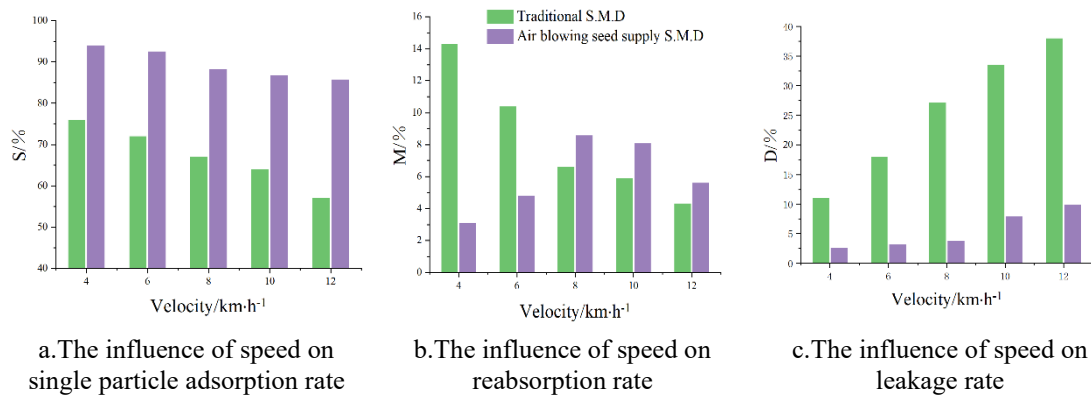 100
90
80
70
60
50
40
S/%
4 6 8 10 12
Velocity/km·h⁻¹
a.The influence of speed on
single particle adsorption rate
16
14
12
10
8
6
4
2
0
M/%
Traditional S.M.D
Air blowing seed supply S.M.D
4 6 8 10 12
Velocity/km·h⁻¹
b.The influence of speed on
reabsorption rate
40
35
30
25
20
15
10
5
0
D/%
4 6 8 10 12
Velocity/km·h⁻¹
c.The influence of speed on
leakage rate